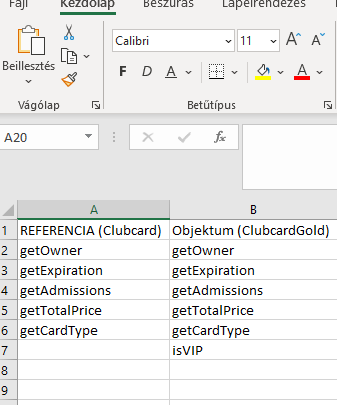 Fájl Kezdőlap Beszúrás Lapelrendezés
Beillesztés
Calibri 11
F D A
Vágólap Betűtípus
A20 fx
A B
1 REFERENCIA (Clubcard) Objektum (ClubcardGold)
2 getOwner getOwner
3 getExpiration getExpiration
4 getAdmissions getAdmissions
5 getTotalPrice getTotalPrice
6 getCardType getCardType
7 isVIP
8
9